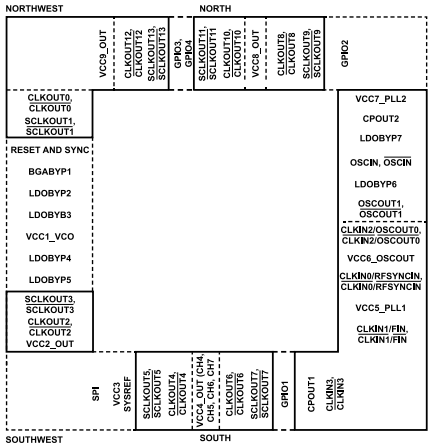 NORTHWEST
NORTH
VCC9_OUT
CLKOUT12,
CLKOUT12
SCLKOUT13,
SCLKOUT13
GPIO3,
GPIO4
SCLKOUT11,
SCLKOUT11
CLKOUT10,
CLKOUT10
VCC8_OUT
CLKOUT8,
CLKOUT8
SCLKOUT9,
SCLKOUT9
GPIO2
CLKOUT0,
CLKOUT0
SCLKOUT1,
SCLKOUT1
RESET AND SYNC
BGABYP1
LDOBYP2
LDOBYB3
VCC1_VCO
LDOBYP4
LDOBYP5
SCLKOUT3,
SCLKOUT3
CLKOUT2,
CLKOUT2
VCC2_OUT
VCC7_PLL2
CPOUT2
LDOBYP7
OSCIN, OSCIN
LDOBYP6
OSCOUT1,
OSCOUT1
CLKIN2/OSCOUT0,
CLKIN2/OSCOUT0
VCC6_OSCOUT
CLKIN0/RFSYNCIN,
CLKIN0/RFSYNCIN
VCC5_PLL1
CLKIN1/FIN,
CLKIN1/FIN
SPI
VCC3
SYSREF
SCLKOUT5,
SCLKOUT5
CLKOUT4,
CLKOUT4
VCC4_OUT (CH4,
CH5, CH6, CH7
CLKOUT6,
CLKOUT6
SCLKOUT7,
SCLKOUT7
GPIO1
CPOUT1
CLKIN3,
CLKIN3
SOUTHWEST
SOUTH